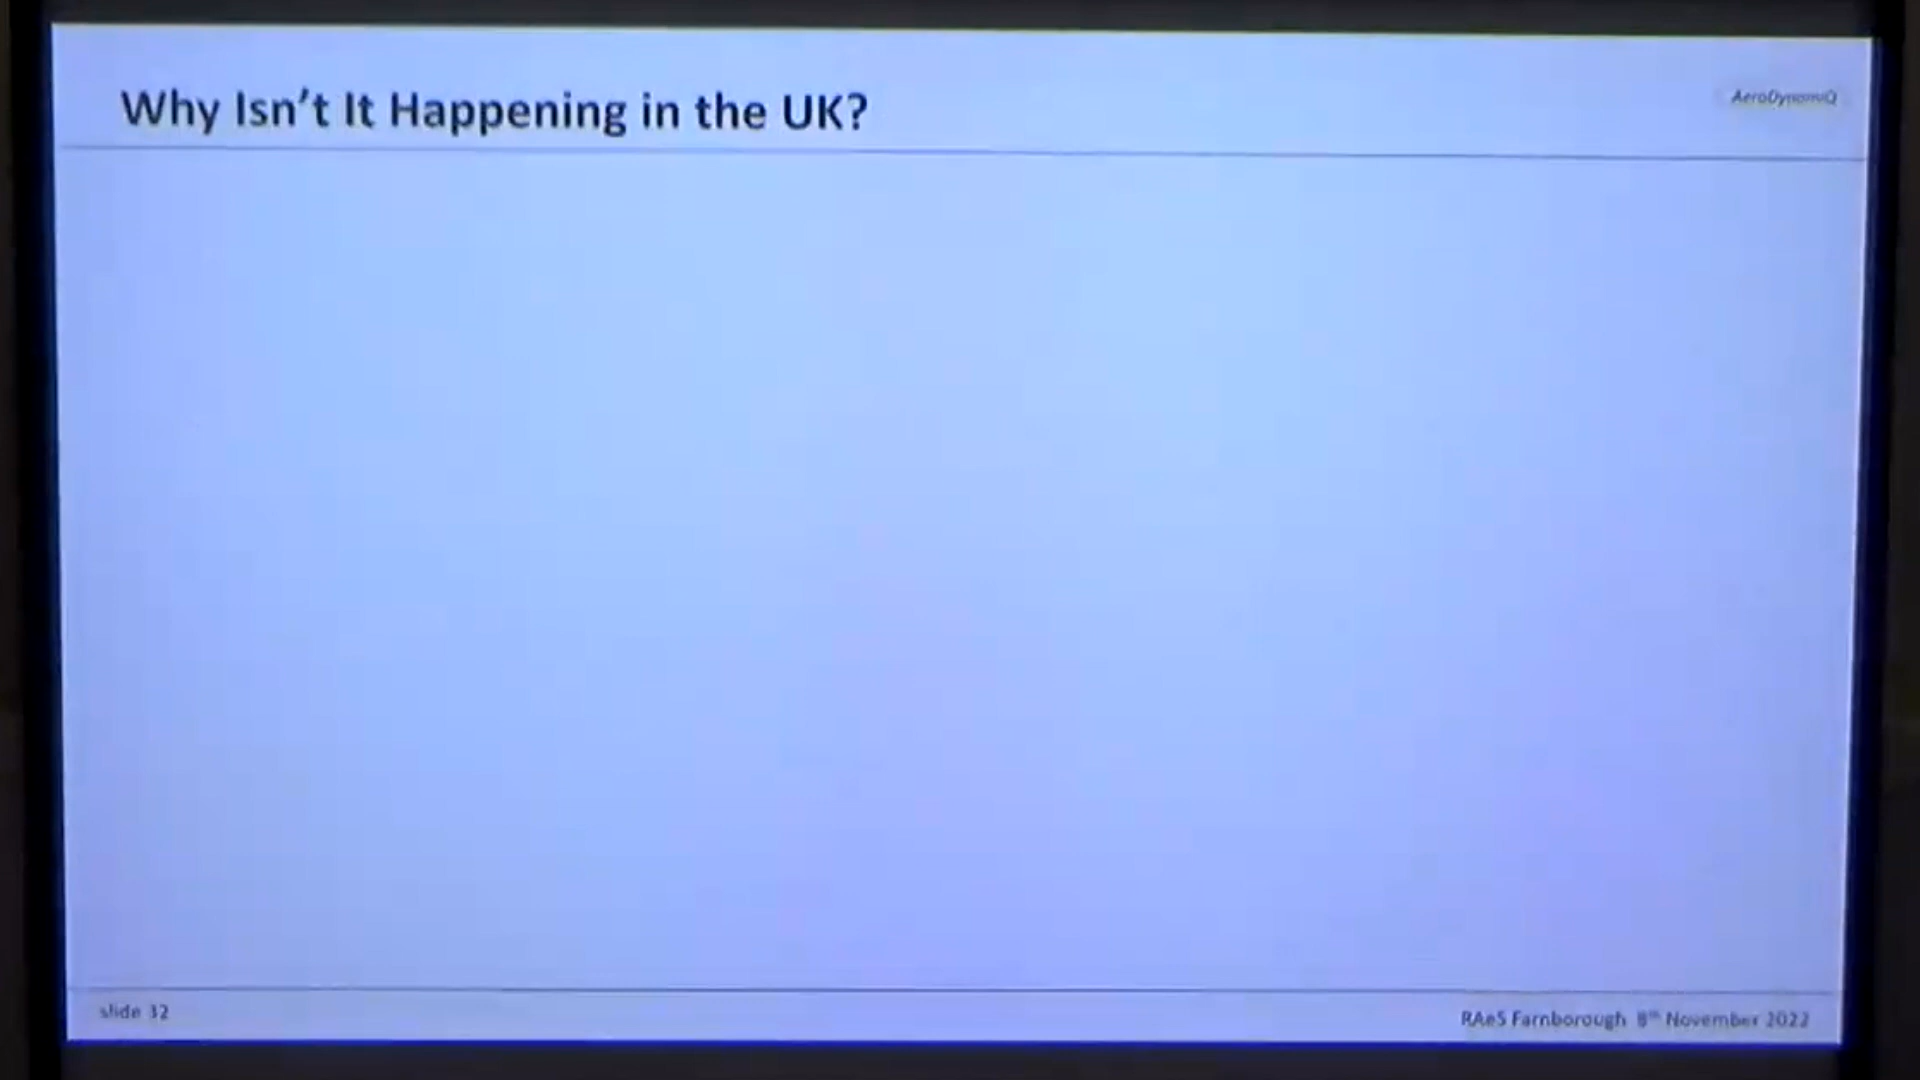 Why Isn't It Happening in the UK?
AeroDynamiQ
slide 32
RAeS Farnborough 8th November 2022